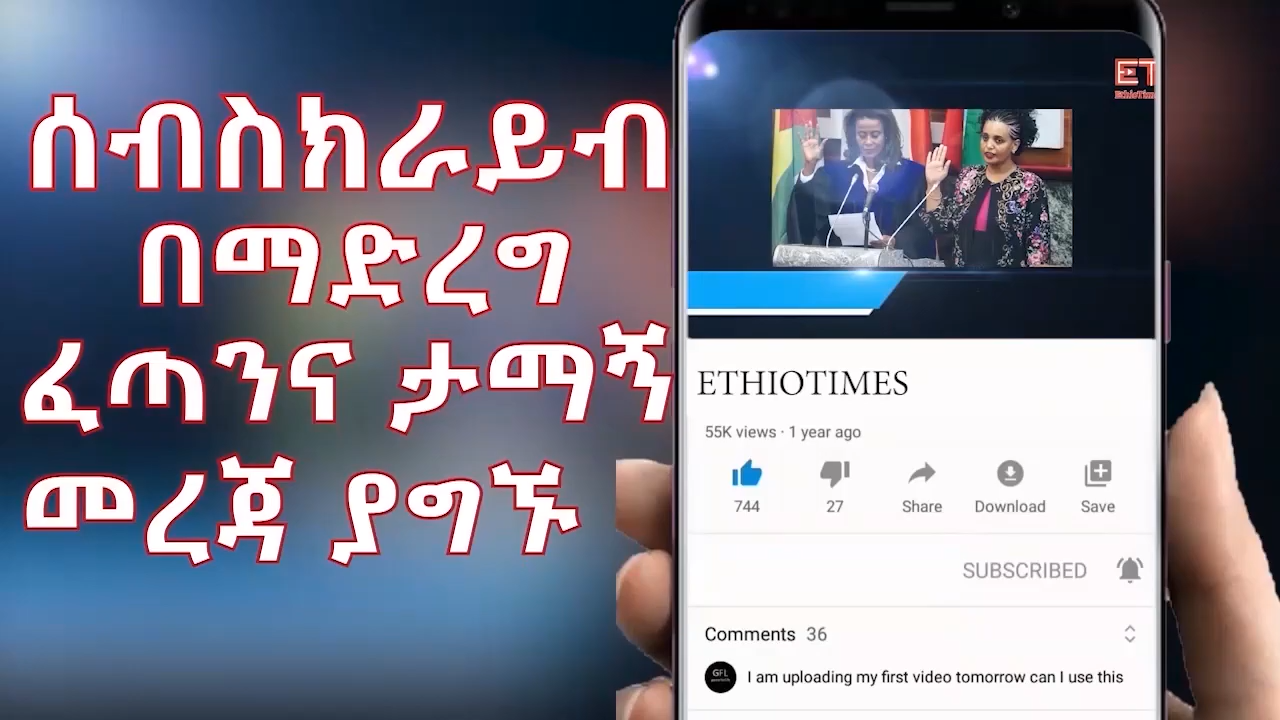 ሰብስክራይብ
በማድረግ
ፈጣንና ታማኝ
መረጃ ያግኙ
ET
ETHIOTIMES
55K views · 1 year ago
744
27
Share
Download
Save
SUBSCRIBED
Comments 36
GFL
I am uploading my first video tomorrow can I use this